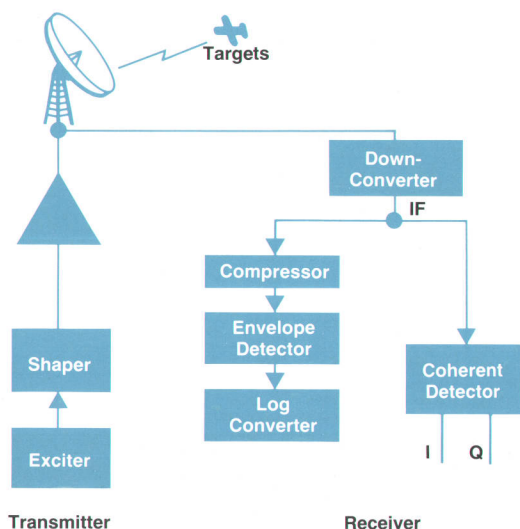 Targets
Down-
Converter
IF
Compressor
Envelope
Detector
Shaper
Coherent
Detector
Log
Converter
Exciter
I
Q
Transmitter
Receiver